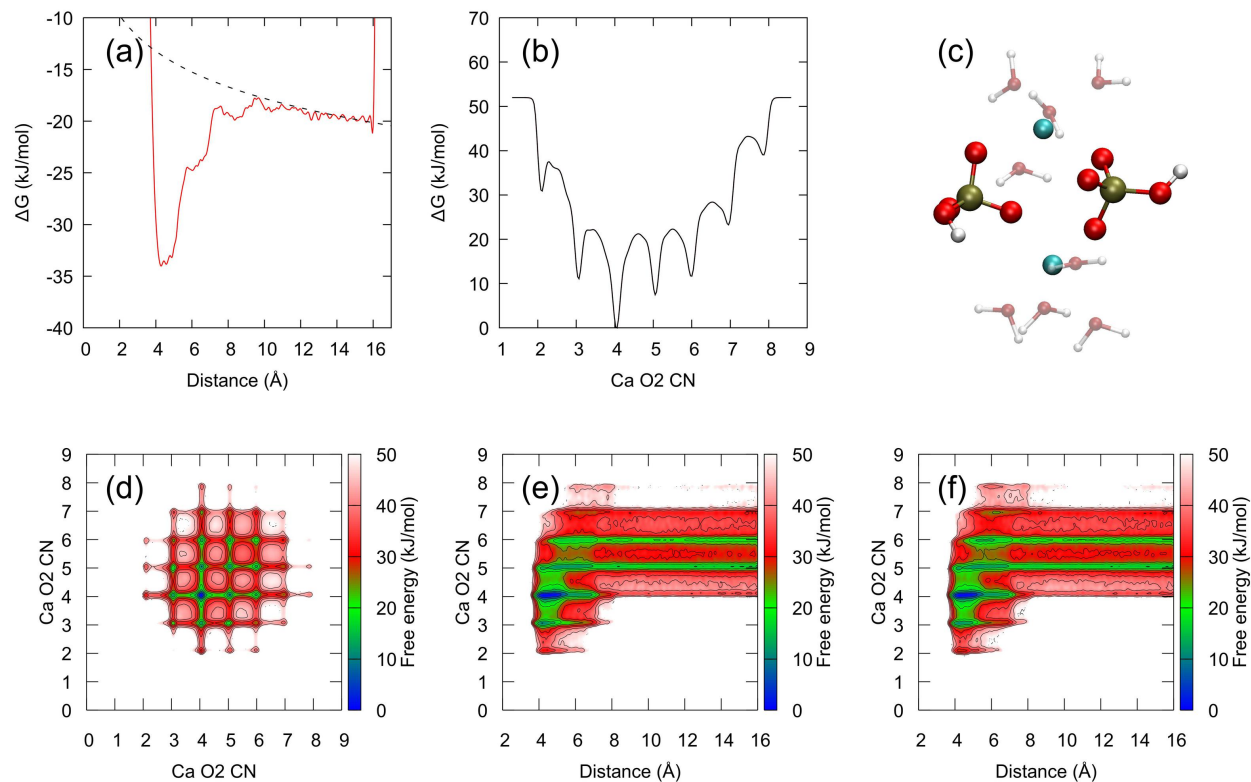 (a)
ΔG (kJ/mol)
-10
-15
-20
-25
-30
-35
-40
0 2 4 6 8 10 12 14 16
Distance (Å)
(b)
ΔG (kJ/mol)
70
60
50
40
30
20
10
0
1 2 3 4 5 6 7 8 9
Ca O2 CN
(c)
(d)
Ca O2 CN
9
8
7
6
5
4
3
2
1
0
0 1 2 3 4 5 6 7 8 9
Ca O2 CN
50
40
30
20
10
0
Free energy (kJ/mol)
(e)
Ca O2 CN
9
8
7
6
5
4
3
2
1
0
2 4 6 8 10 12 14 16
Distance (Å)
50
40
30
20
10
0
Free energy (kJ/mol)
(f)
Ca O2 CN
9
8
7
6
5
4
3
2
1
0
2 4 6 8 10 12 14 16
Distance (Å)
50
40
30
20
10
0
Free energy (kJ/mol)